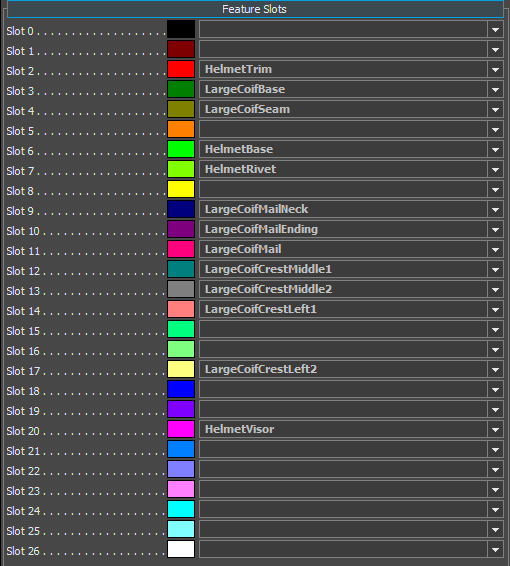 Feature Slots
Slot 0 . . . . . . . . . . . . . . . . . .
Slot 1 . . . . . . . . . . . . . . . . . .
Slot 2 . . . . . . . . . . . . . . . . . . HelmetTrim
Slot 3 . . . . . . . . . . . . . . . . . . LargeCoifBase
Slot 4 . . . . . . . . . . . . . . . . . . LargeCoifSeam
Slot 5 . . . . . . . . . . . . . . . . . .
Slot 6 . . . . . . . . . . . . . . . . . . HelmetBase
Slot 7 . . . . . . . . . . . . . . . . . . HelmetRivet
Slot 8 . . . . . . . . . . . . . . . . . .
Slot 9 . . . . . . . . . . . . . . . . . . LargeCoifMailNeck
Slot 10 . . . . . . . . . . . . . . . . . LargeCoifMailEnding
Slot 11 . . . . . . . . . . . . . . . . . LargeCoifMail
Slot 12 . . . . . . . . . . . . . . . . . LargeCoifCrestMiddle1
Slot 13 . . . . . . . . . . . . . . . . . LargeCoifCrestMiddle2
Slot 14 . . . . . . . . . . . . . . . . . LargeCoifCrestLeft1
Slot 15 . . . . . . . . . . . . . . . . .
Slot 16 . . . . . . . . . . . . . . . . .
Slot 17 . . . . . . . . . . . . . . . . . LargeCoifCrestLeft2
Slot 18 . . . . . . . . . . . . . . . . .
Slot 19 . . . . . . . . . . . . . . . . .
Slot 20 . . . . . . . . . . . . . . . . . HelmetVisor
Slot 21 . . . . . . . . . . . . . . . . .
Slot 22 . . . . . . . . . . . . . . . . .
Slot 23 . . . . . . . . . . . . . . . . .
Slot 24 . . . . . . . . . . . . . . . . .
Slot 25 . . . . . . . . . . . . . . . . .
Slot 26 . . . . . . . . . . . . . . . . .